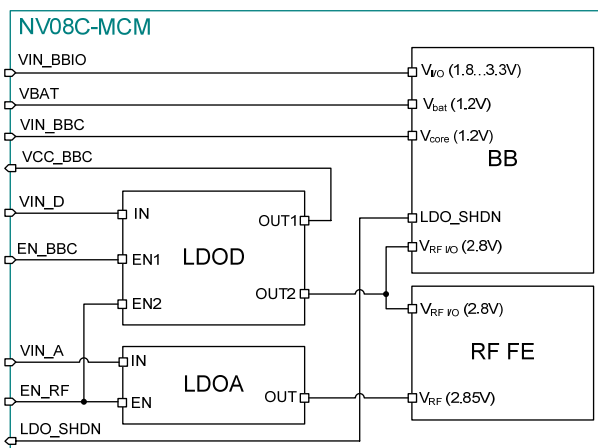 NV08C-MCM
VIN_BBIO
VBAT
VIN_BBC
VCC_BBC
VIN_D
EN_BBC
VIN_A
EN_RF
LDO_SHDN
IN
EN1
EN2
LDOD
OUT1
OUT2
IN
EN
LDOA
OUT
VI/O (1.8...3.3V)
Vbat (1.2V)
Vcore (1.2V)
BB
LDO_SHDN
VRF I/O (2.8V)
VRF I/O (2.8V)
RF FE
VRF (2.85V)